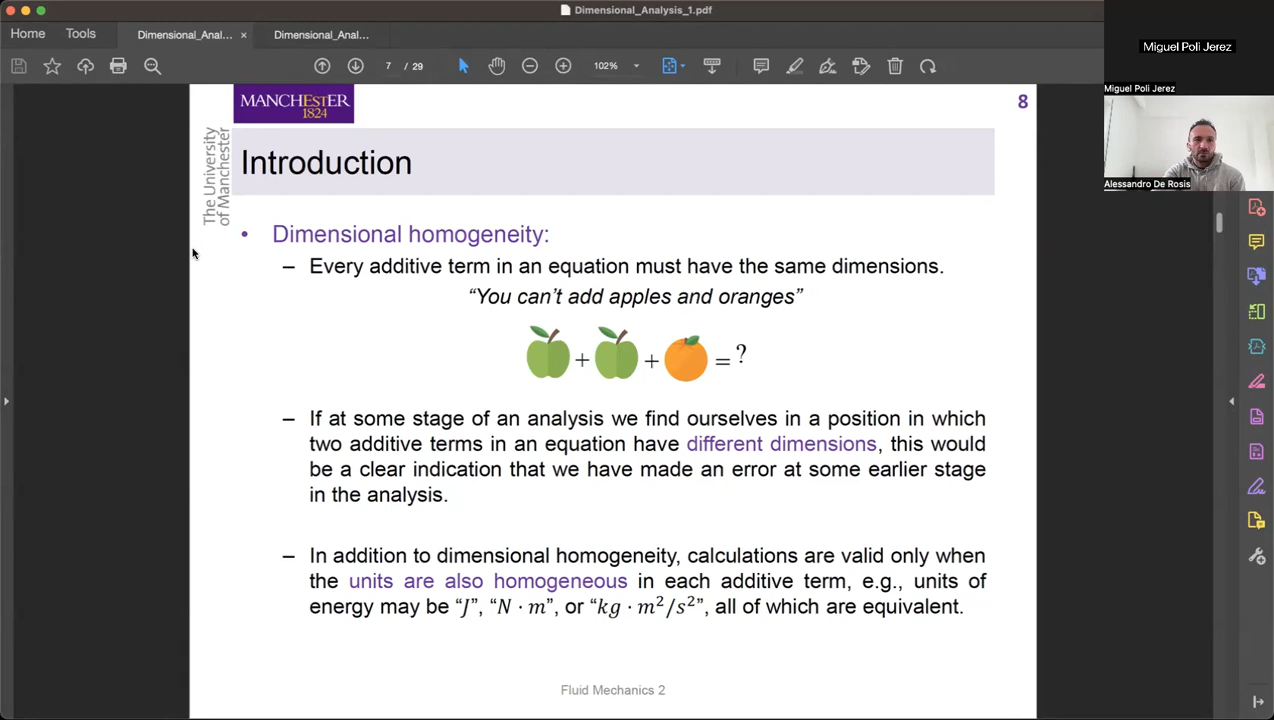 Dimensional_Analysis_1.pdf
Home Tools Dimensional_Anal... × Dimensional_Anal...
7 / 29 102%
Miguel Poli Jerez
Miguel Poli Jerez
Alessandro De Rosis
MANCHESTER
1824
The University
of Manchester
8
Introduction
• Dimensional homogeneity:
– Every additive term in an equation must have the same dimensions.
“You can’t add apples and oranges”
+ + = ?
– If at some stage of an analysis we find ourselves in a position in which
two additive terms in an equation have different dimensions, this would
be a clear indication that we have made an error at some earlier stage
in the analysis.
– In addition to dimensional homogeneity, calculations are valid only when
the units are also homogeneous in each additive term, e.g., units of
energy may be “J”, “N · m”, or “kg · m²/s²”, all of which are equivalent.
Fluid Mechanics 2